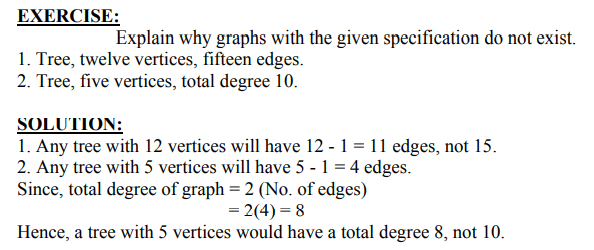 EXERCISE:
Explain why graphs with the given specification do not exist.
1. Tree, twelve vertices, fifteen edges.
2. Tree, five vertices, total degree 10.
SOLUTION:
1. Any tree with 12 vertices will have 12 - 1 = 11 edges, not 15.
2. Any tree with 5 vertices will have 5 - 1 = 4 edges.
Since, total degree of graph = 2 (No. of edges)
= 2(4) = 8
Hence, a tree with 5 vertices would have a total degree 8, not 10.